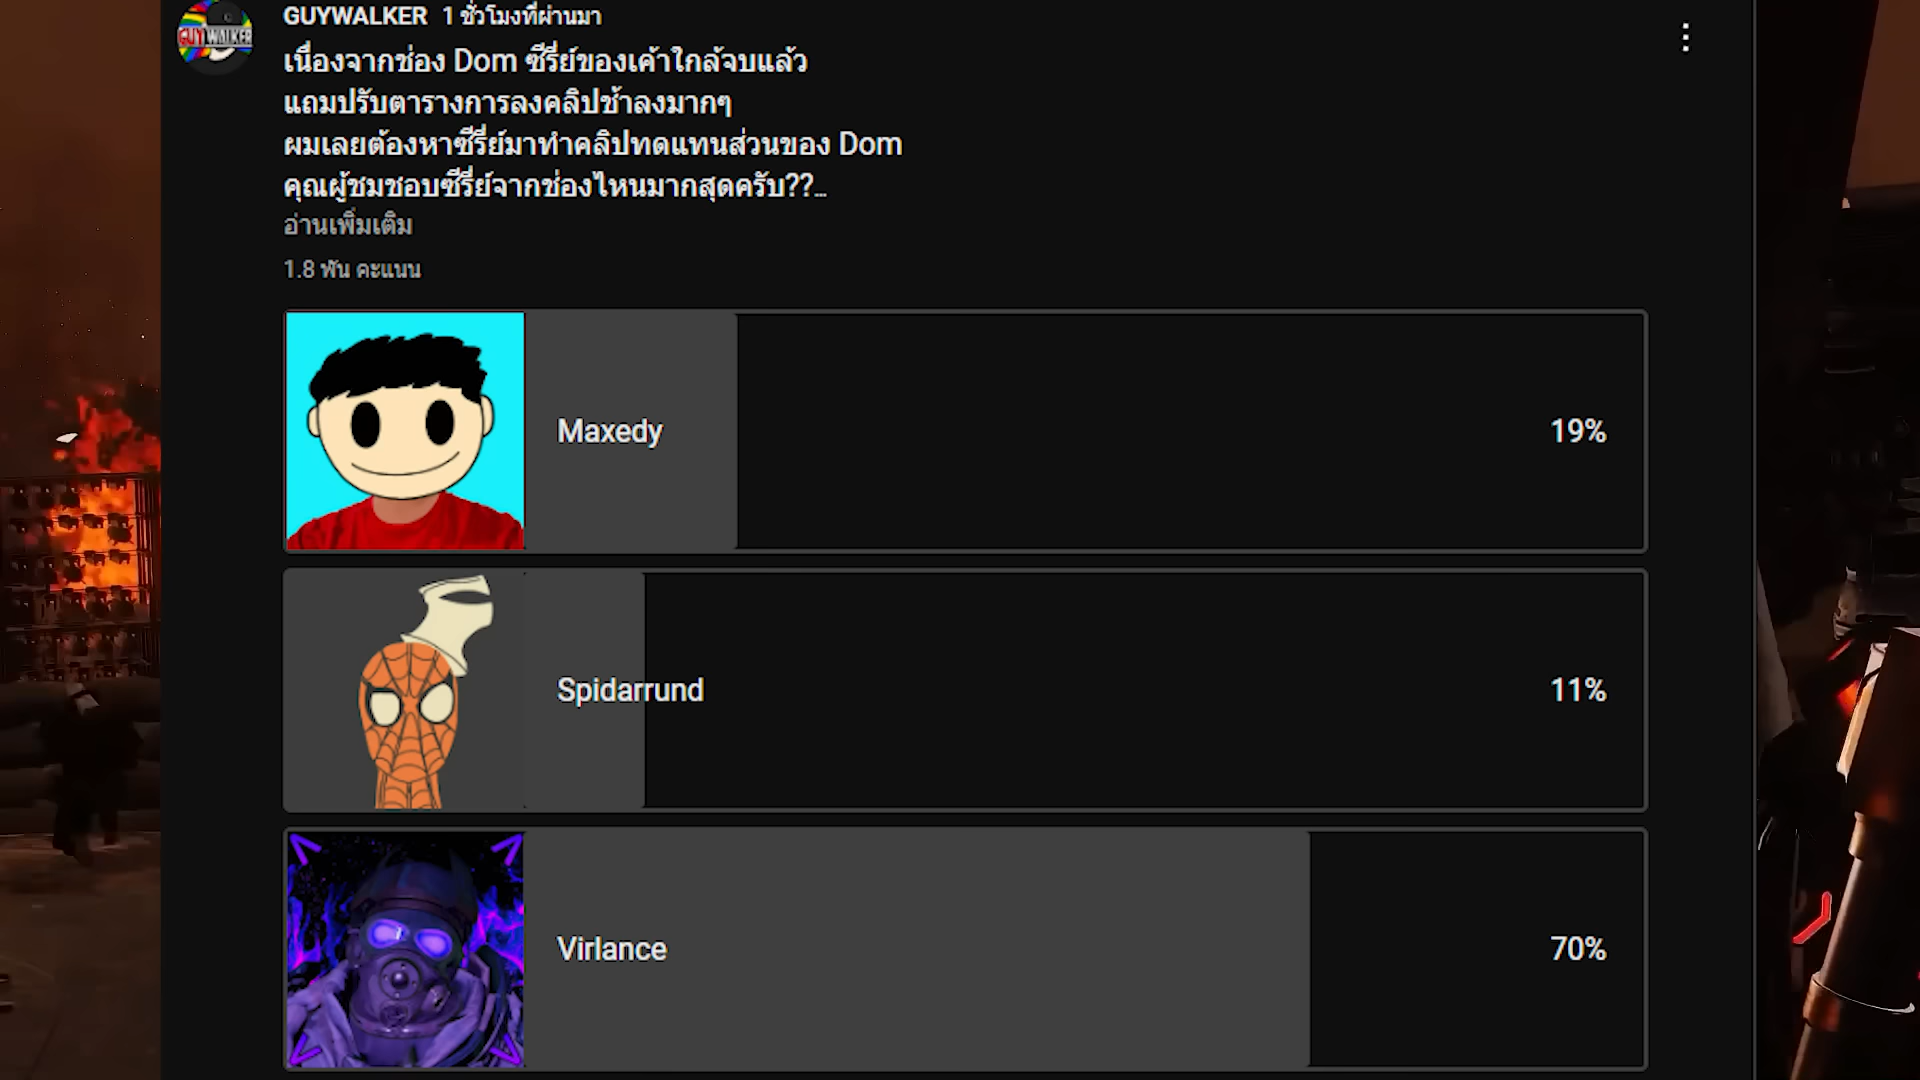 GUYWALKER 1 ชั่วโมงที่ผ่านมา
GUYWALKER
เนื่องจากช่อง Dom ซีรี่ย์ของเค้าใกล้จบแล้ว
แถมปรับตารางการลงคลิปช้าลงมากๆ
ผมเลยต้องหาซีรี่ย์มาทำคลิปทดแทนส่วนของ Dom
คุณผู้ชมชอบซีรี่ย์จากช่องไหนมากสุดครับ??...
อ่านเพิ่มเติม
1.8 พัน คะแนน
Maxedy 19%
Spidarrund 11%
Virlance 70%